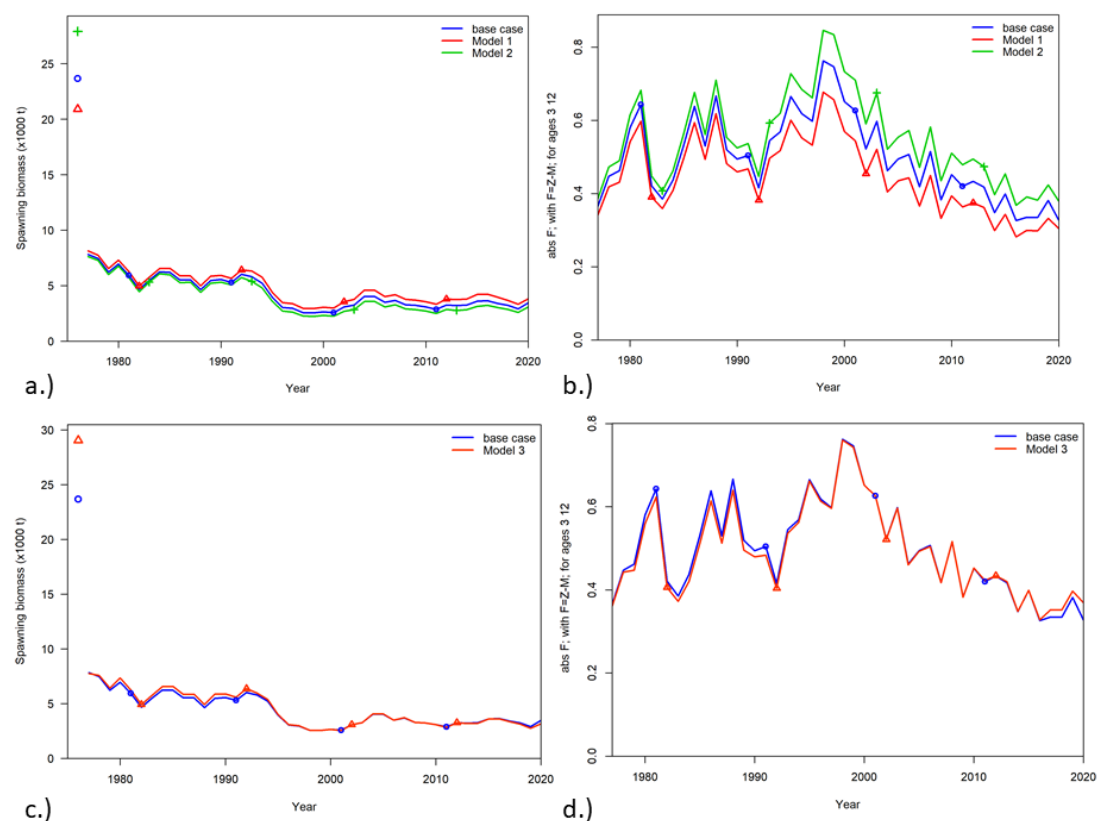 base case
Model 1
Model 2
Spawning biomass (x1000 t)
25
20
15
10
5
0
1980
1990
2000
2010
2020
Year
a.)
base case
Model 1
Model 2
abs F; with F=Z-M; for ages 3 12
0.8
0.6
0.4
0.2
0.0
1980
1990
2000
2010
2020
Year
b.)
base case
Model 3
Spawning biomass (x1000 t)
30
25
20
15
10
5
0
1980
1990
2000
2010
2020
Year
c.)
base case
Model 3
abs F; with F=Z-M; for ages 3 12
0.8
0.6
0.4
0.2
0.0
1980
1990
2000
2010
2020
Year
d.)